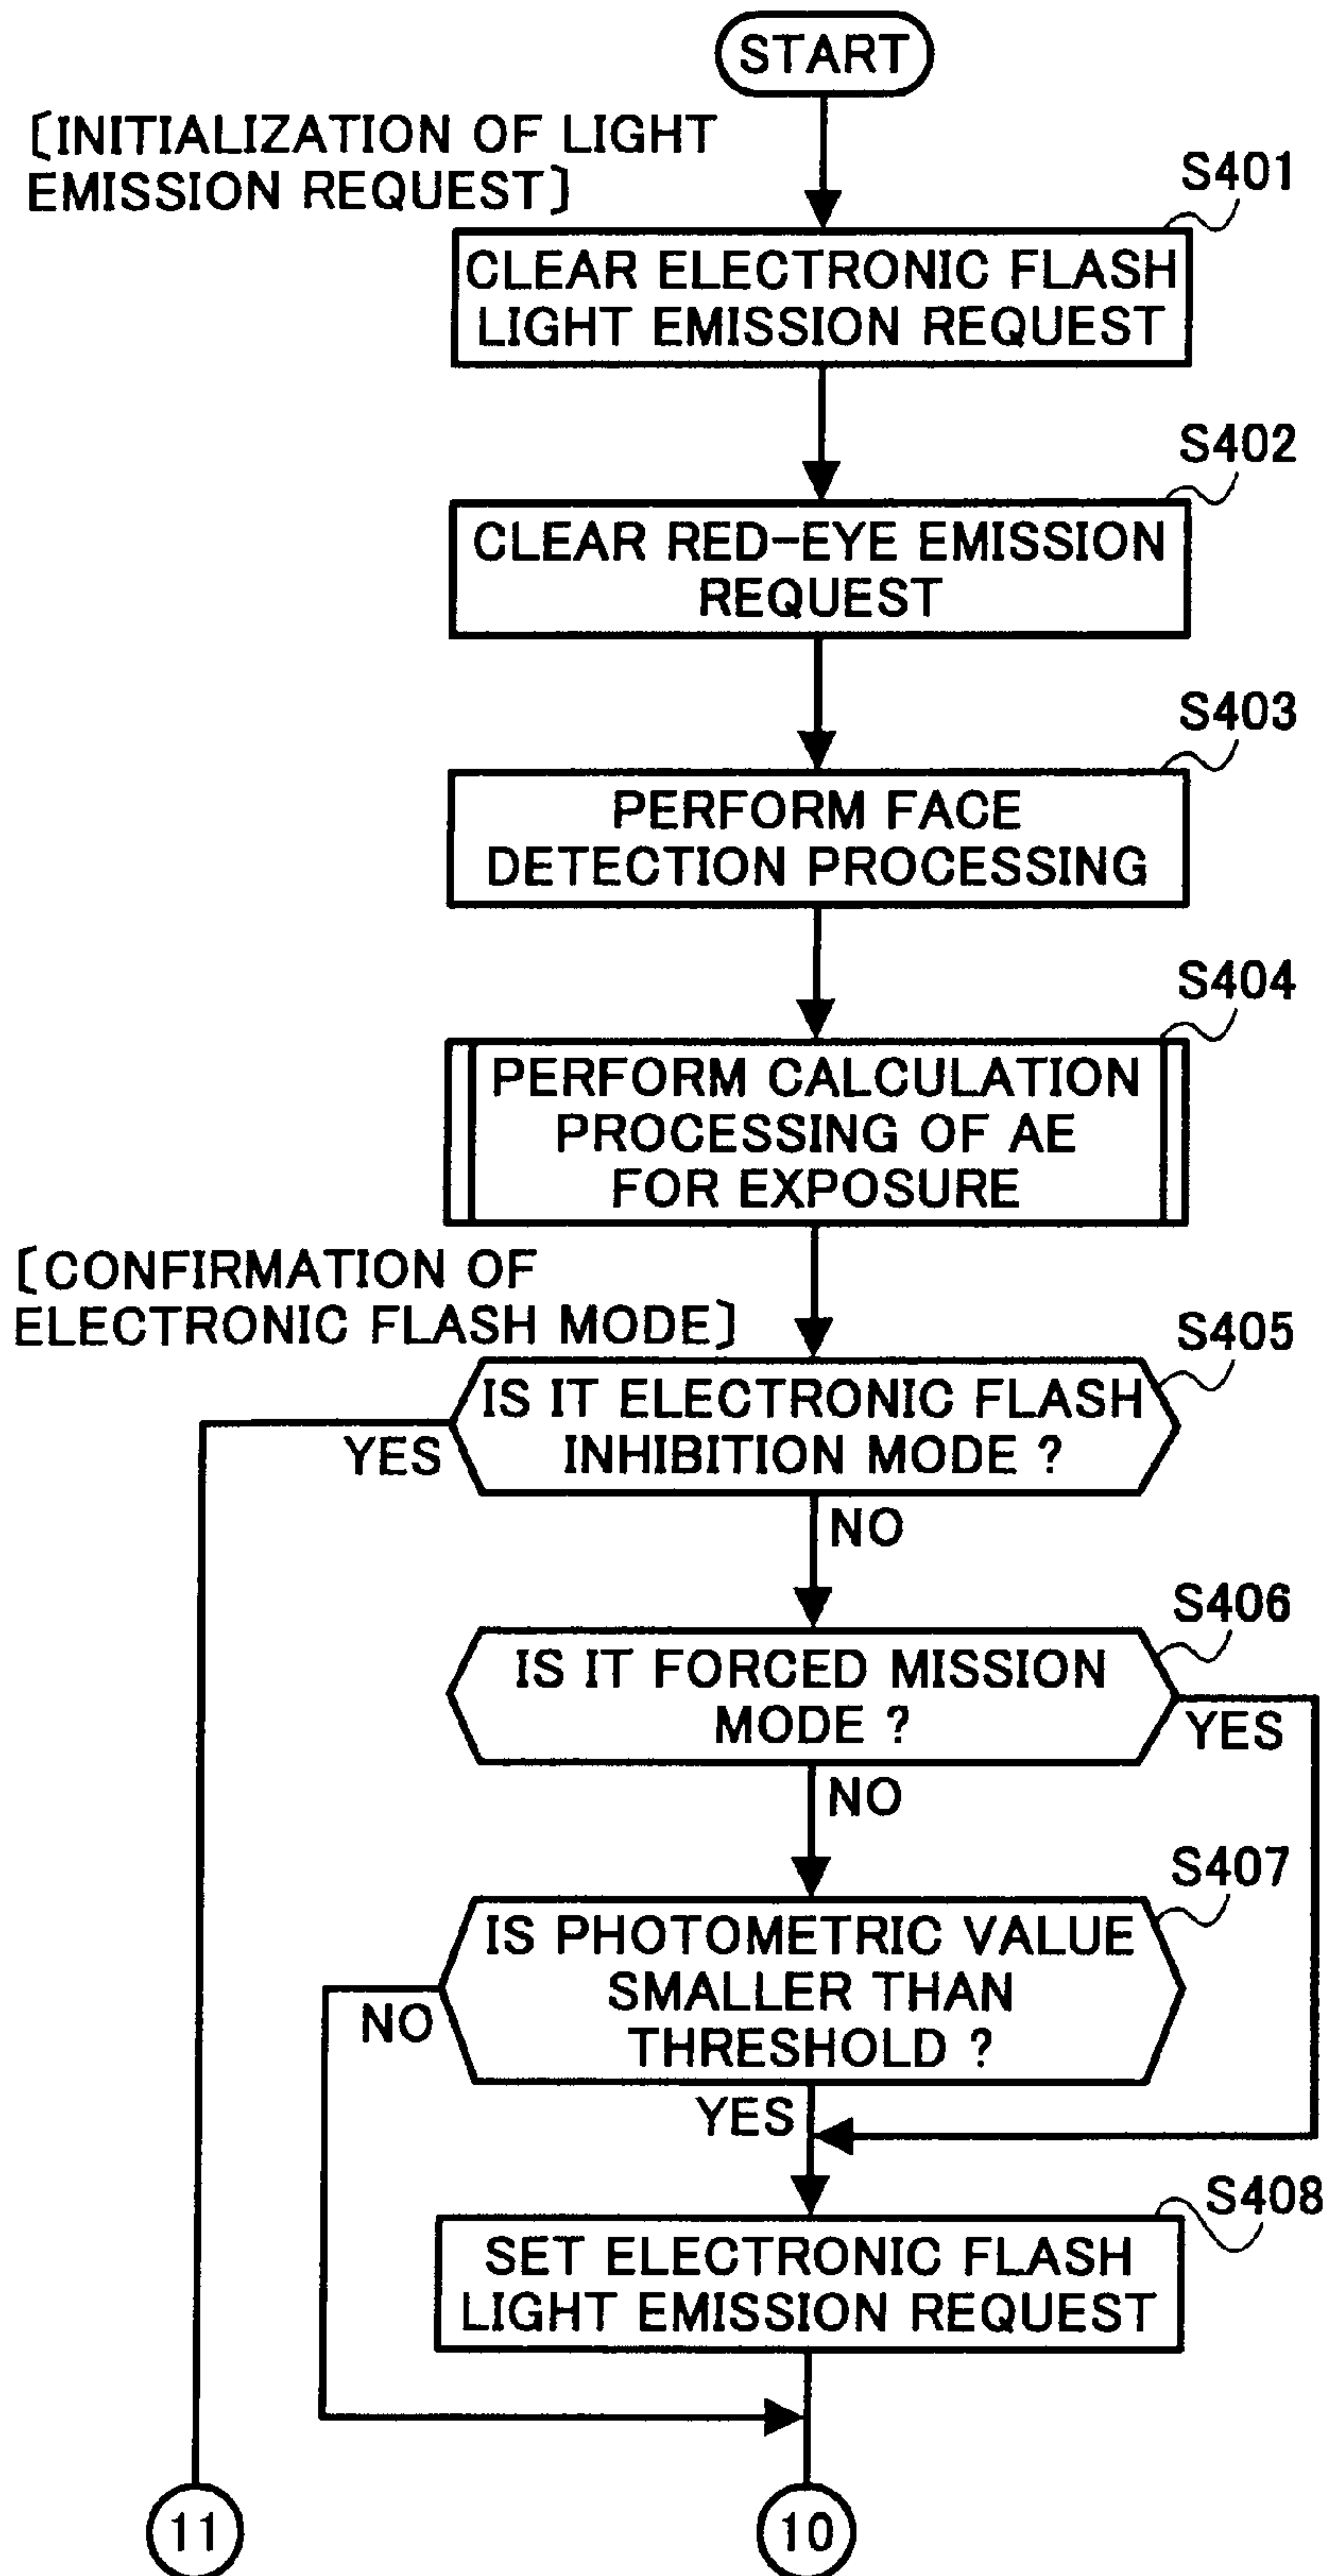 START
[INITIALIZATION OF LIGHT
EMISSION REQUEST]
S401
CLEAR ELECTRONIC FLASH
LIGHT EMISSION REQUEST
S402
CLEAR RED-EYE EMISSION
REQUEST
S403
PERFORM FACE
DETECTION PROCESSING
S404
PERFORM CALCULATION
PROCESSING OF AE
FOR EXPOSURE
[CONFIRMATION OF
ELECTRONIC FLASH MODE]
S405
IS IT ELECTRONIC FLASH
INHIBITION MODE ?
YES
NO
S406
IS IT FORCED MISSION
MODE ?
YES
NO
S407
IS PHOTOMETRIC VALUE
SMALLER THAN
THRESHOLD ?
NO
YES
S408
SET ELECTRONIC FLASH
LIGHT EMISSION REQUEST
11
10